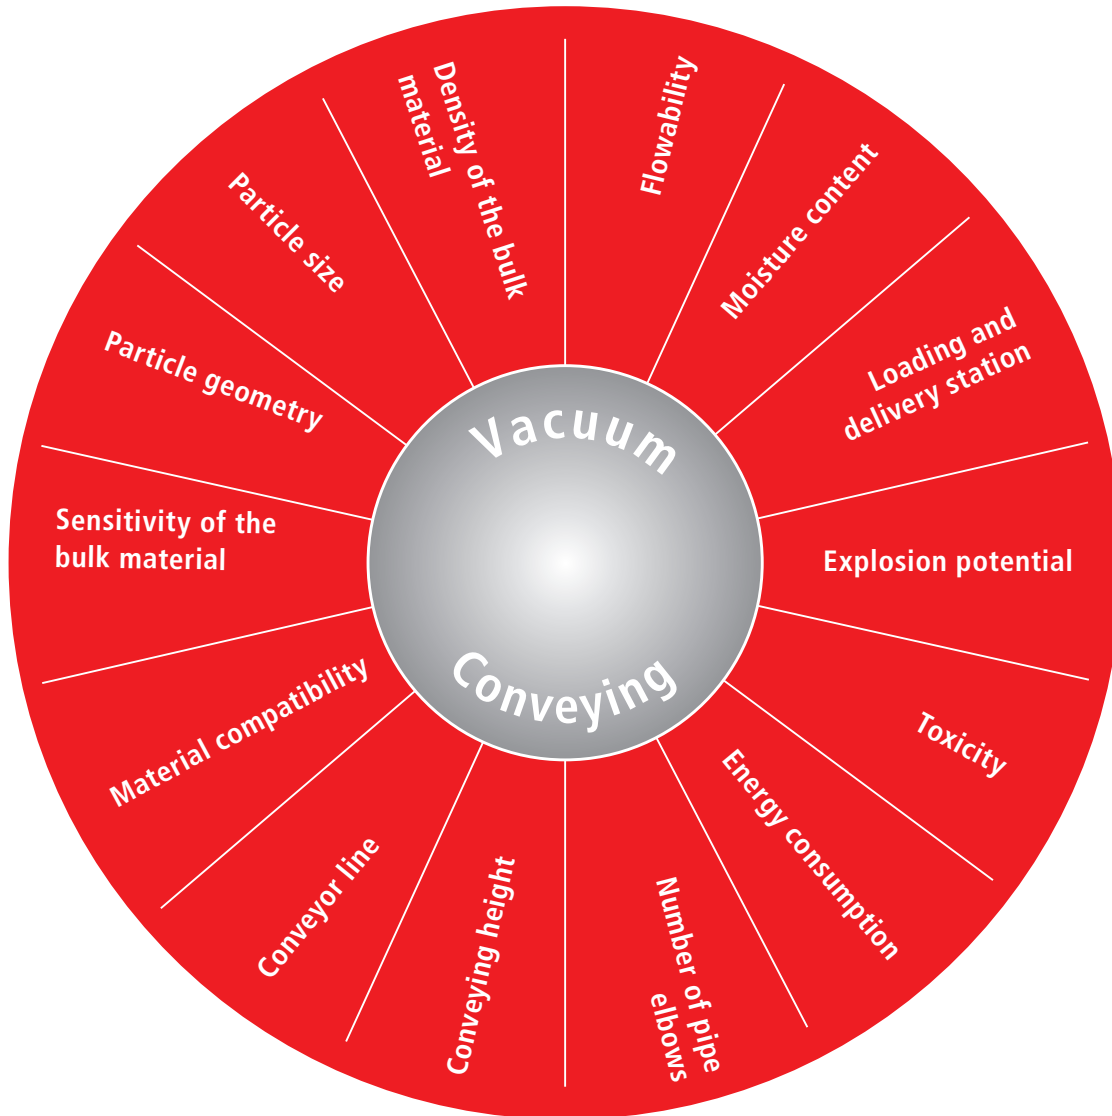 Vacuum
Conveying
Flowability
Moisture content
Loading and
delivery station
Explosion potential
Toxicity
Energy consumption
Number of pipe
elbows
Conveying height
Conveyor line
Material compatibility
Sensitivity of the
bulk material
Particle geometry
Particle size
Density of the bulk
material